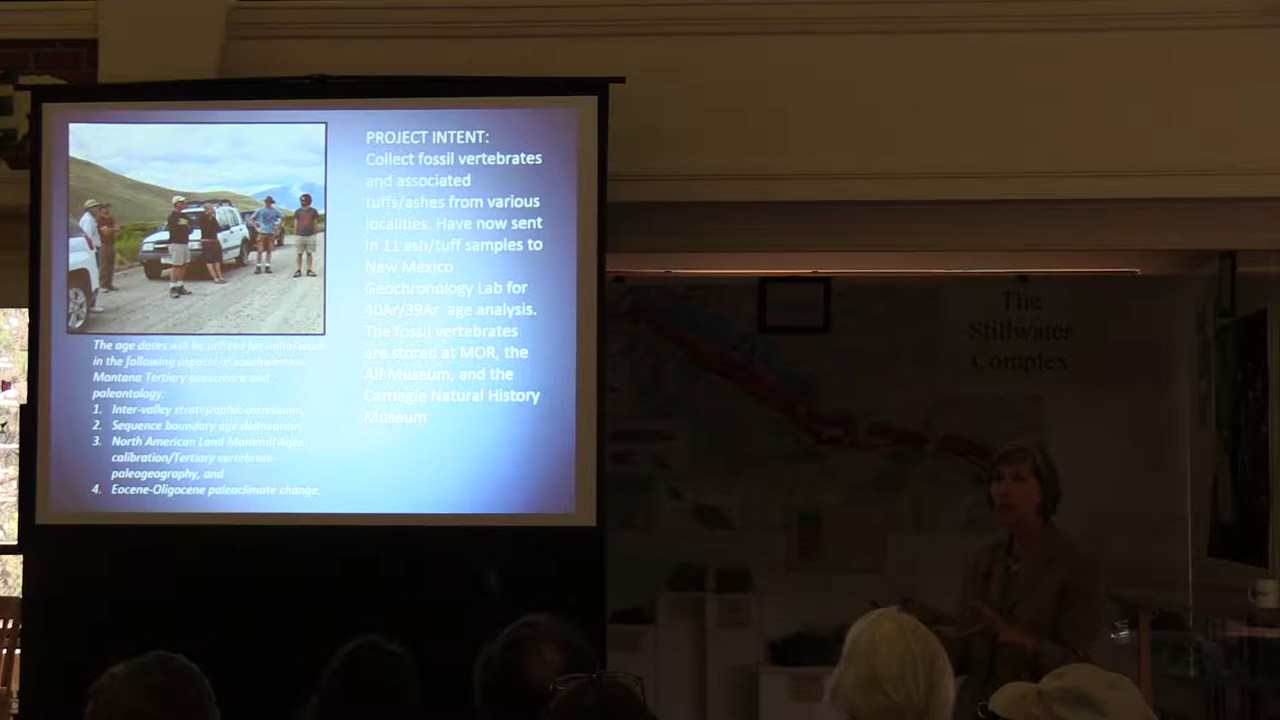 PROJECT INTENT:
Collect fossil vertebrates
and associated
tuffs/ashes from various
localities. Have now sent
in 11 ash/tuff samples to
New Mexico
Geochronology Lab for
40Ar/39Ar age analysis.
The fossil vertebrates
are stored at MOR, the
Alf Museum, and the
Carnegie Natural History
Museum
The age dates will be utilized for initial work
in the following aspects of southwestern
Montana Tertiary geoscience and
paleontology:
1. Inter-valley stratigraphic correlation,
2. Sequence boundary age delineation,
3. North American Land Mammal Ages
calibration/Tertiary vertebrate
paleogeography, and
4. Eocene-Oligocene paleoclimate change.
The
Stillwater
Complex